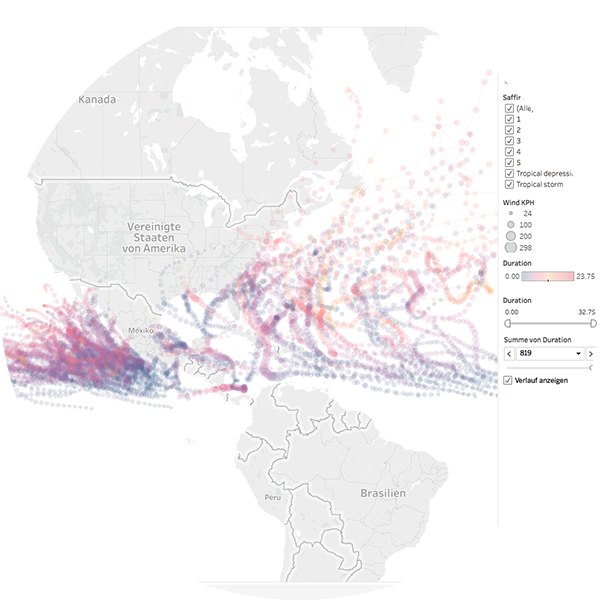 Kanada
Vereinigte
Staaten
von Amerika
Mexiko
Peru
Brasilien
Saffir
(Alle,
1
2
3
4
5
Tropical depressi
Tropical storm
Wind KPH
24
100
200
298
Duration
0.00 23.75
Duration
0.00 32.75
Summe von Duration
819
Verlauf anzeigen